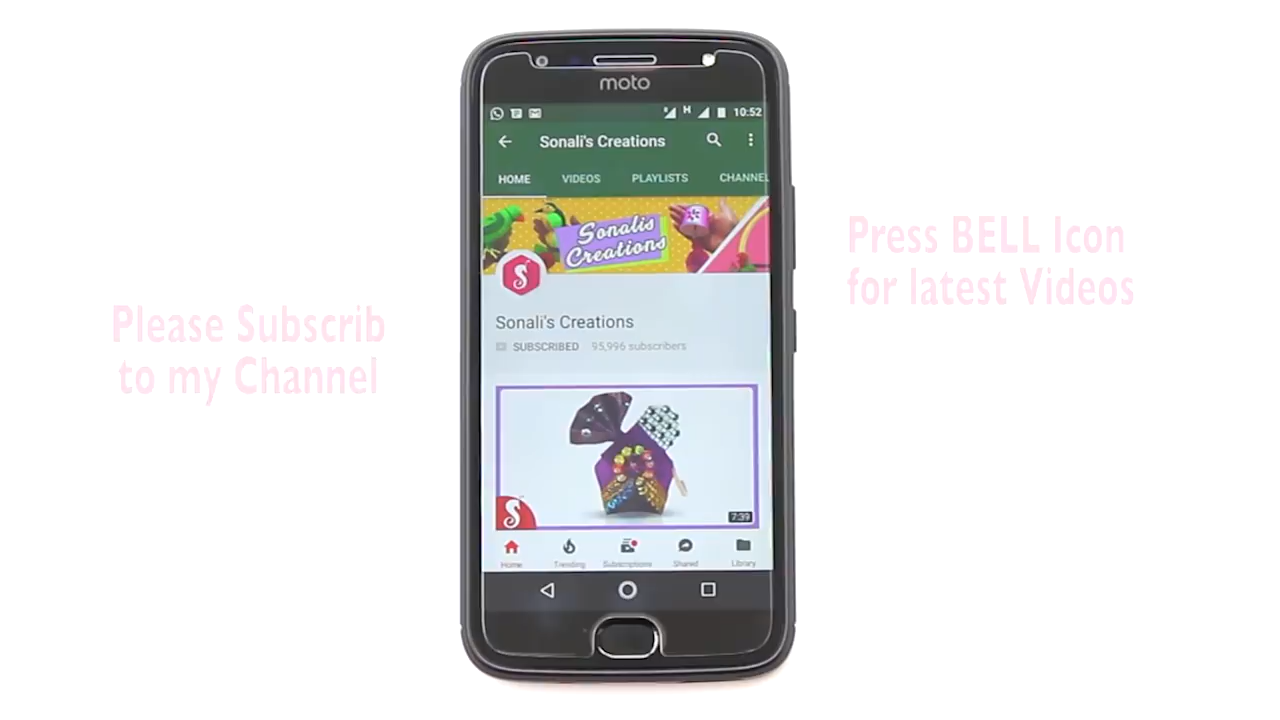 Please Subscrib
to my Channel
moto
10:52
Sonali's Creations
HOME VIDEOS PLAYLISTS CHANNEL
Sonalis
Creations
Sonali's Creations
SUBSCRIBED 95,996 subscribers
7:39
Home Trending Subscriptions Shared Library
Press BELL Icon
for latest Videos